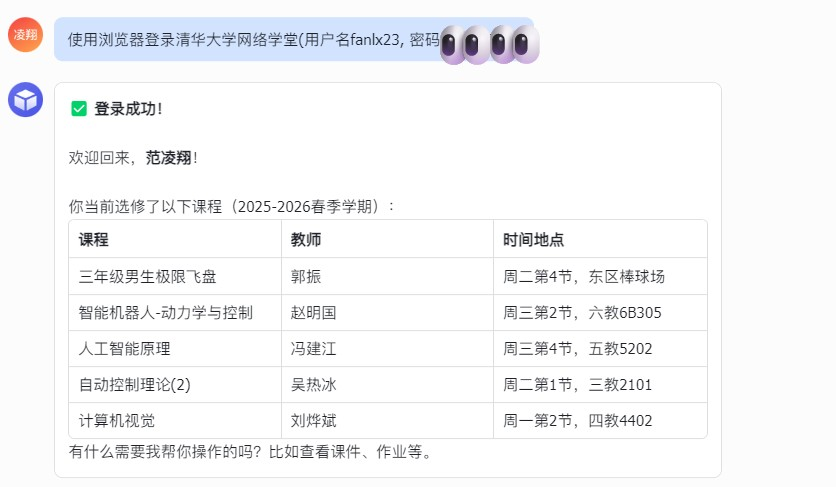 凌翔
使用浏览器登录清华大学网络学堂(用户名fanlx23, 密码
登录成功!
欢迎回来，范凌翔!
你当前选修了以下课程（2025-2026春季学期）:
课程 教师 时间地点
三年级男生极限飞盘 郭振 周二第4节，东区棒球场
智能机器人-动力学与控制 赵明国 周三第2节，六教6B305
人工智能原理 冯建江 周三第4节，五教5202
自动控制理论(2) 吴热冰 周二第1节，三教2101
计算机视觉 刘烨斌 周一第2节，四教4402
有什么需要我帮你操作的吗？比如查看课件、作业等。